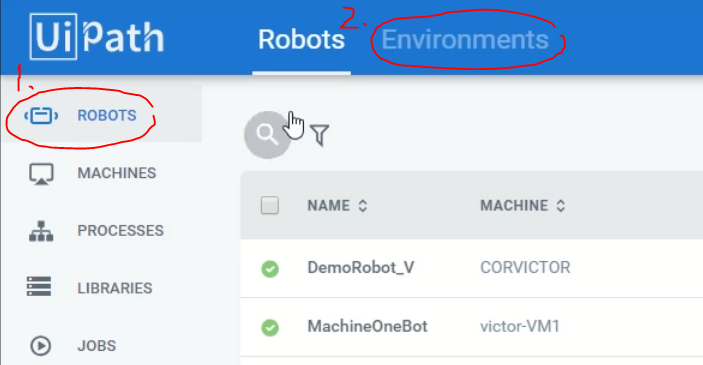 UiPath Robots 2. Environments
1.
ROBOTS
MACHINES
PROCESSES
LIBRARIES
JOBS
NAME MACHINE
DemoRobot_V CORVICTOR
MachineOneBot victor-VM1